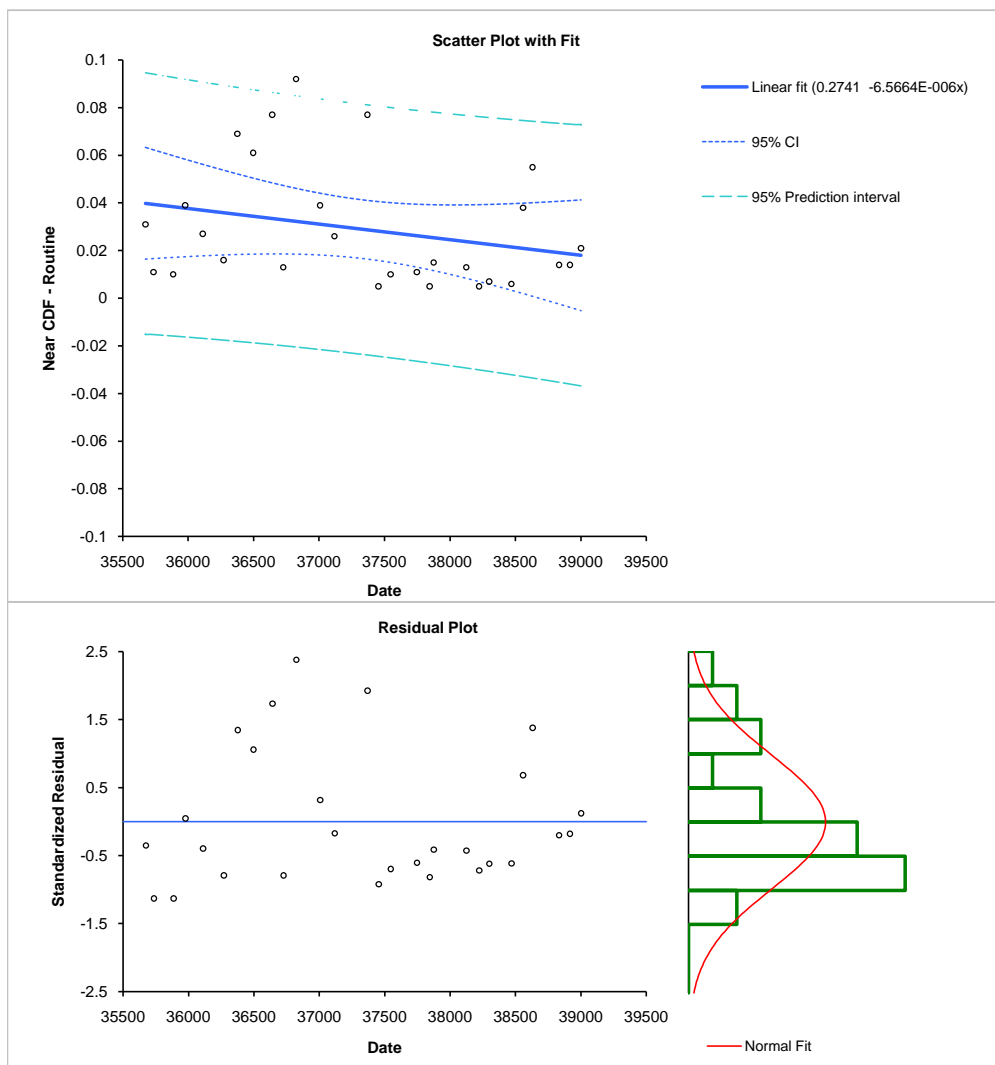 Scatter Plot with Fit
0.1
0.08
0.06
0.04
0.02
0
-0.02
-0.04
-0.06
-0.08
-0.1
Near CDF - Routine
35500 36000 36500 37000 37500 38000 38500 39000 39500
Date
Linear fit (0.2741 -6.5664E-006x)
95% CI
95% Prediction interval
Residual Plot
2.5
1.5
0.5
-0.5
-1.5
-2.5
Standardized Residual
35500 36000 36500 37000 37500 38000 38500 39000 39500
Date
Normal Fit